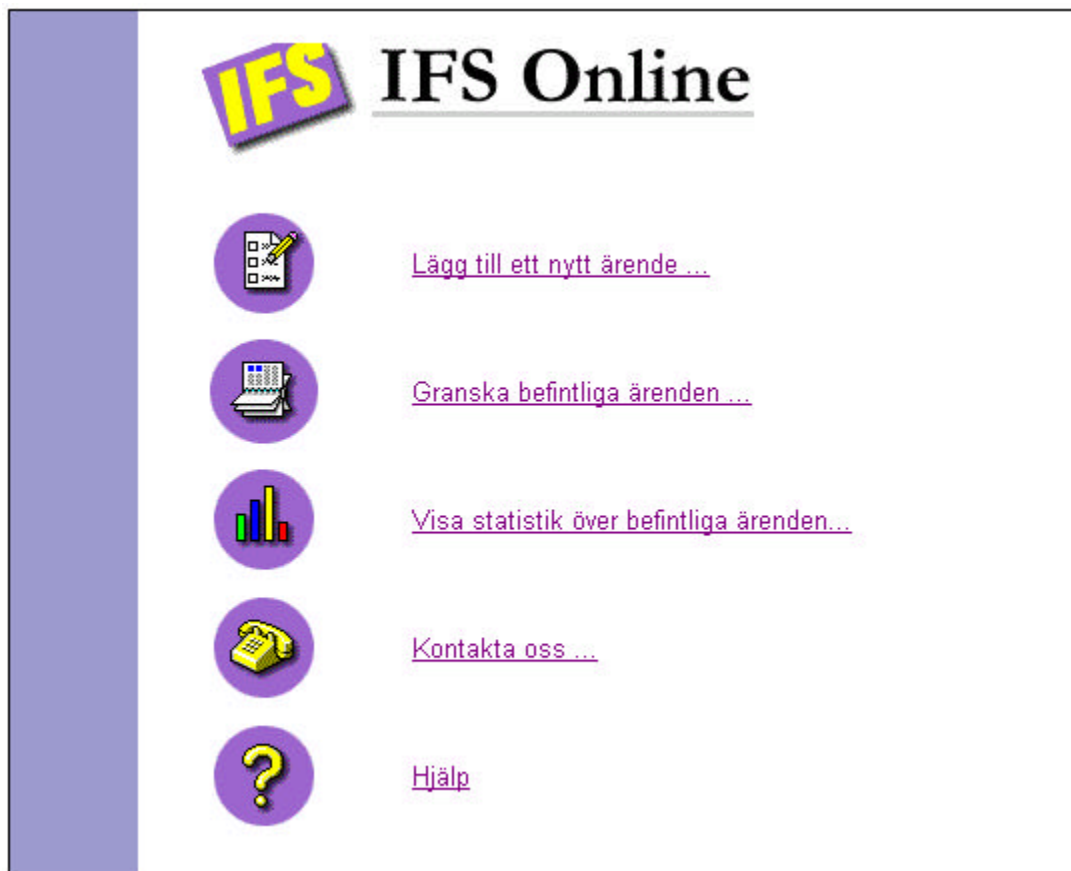 IFS
IFS Online
Lägg till ett nytt ärende ...
Granska befintliga ärenden ...
Visa statistik över befintliga ärenden...
Kontakta oss ...
Hjälp